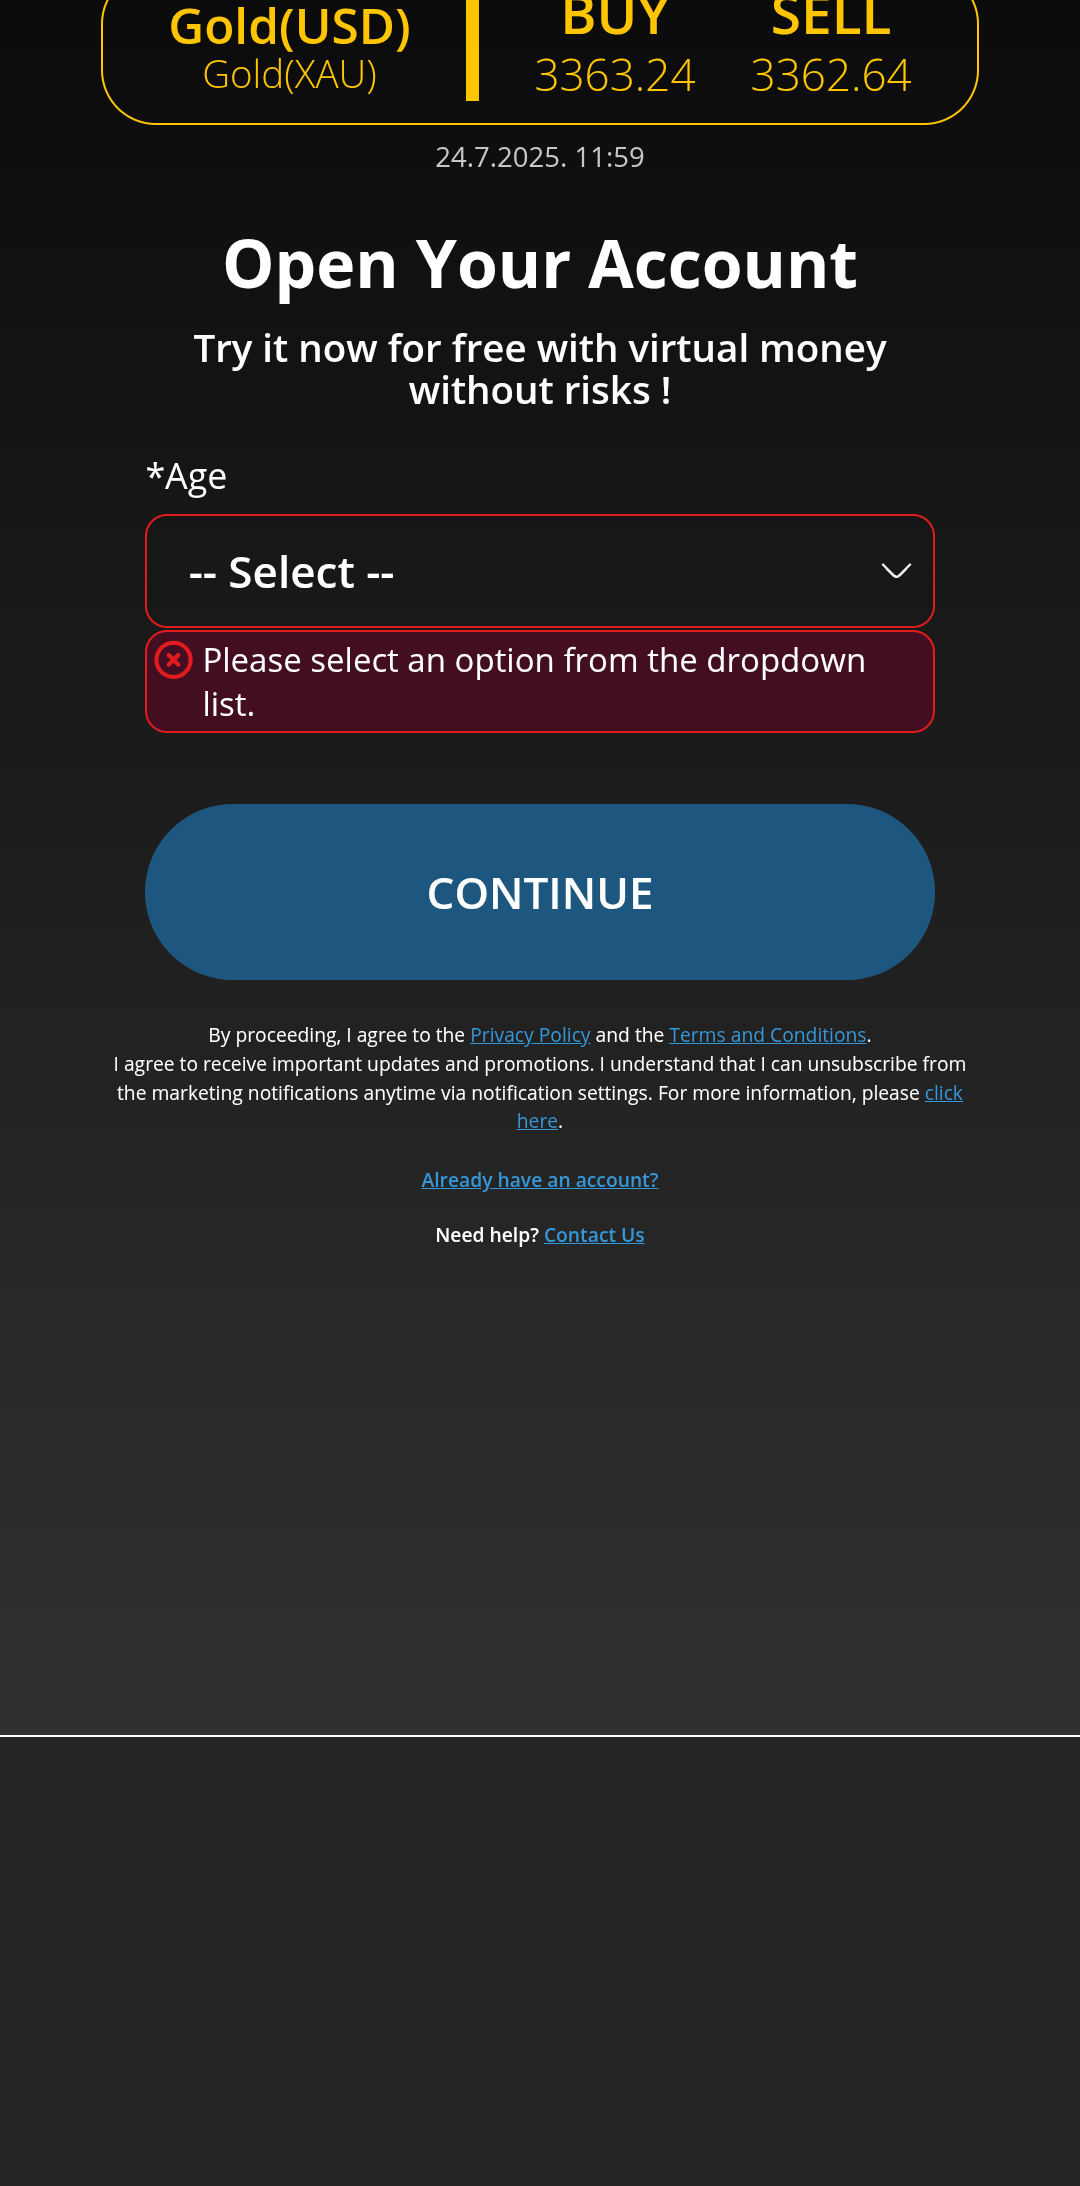 Gold(USD)
Gold(XAU)
BUY
3363.24
SELL
3362.64
24.7.2025. 11:59
Open Your Account
Try it now for free with virtual money
without risks !
*Age
-- Select --
Please select an option from the dropdown
list.
CONTINUE
By proceeding, I agree to the Privacy Policy and the Terms and Conditions.
I agree to receive important updates and promotions. I understand that I can unsubscribe from
the marketing notifications anytime via notification settings. For more information, please click
here.
Already have an account?
Need help? Contact Us